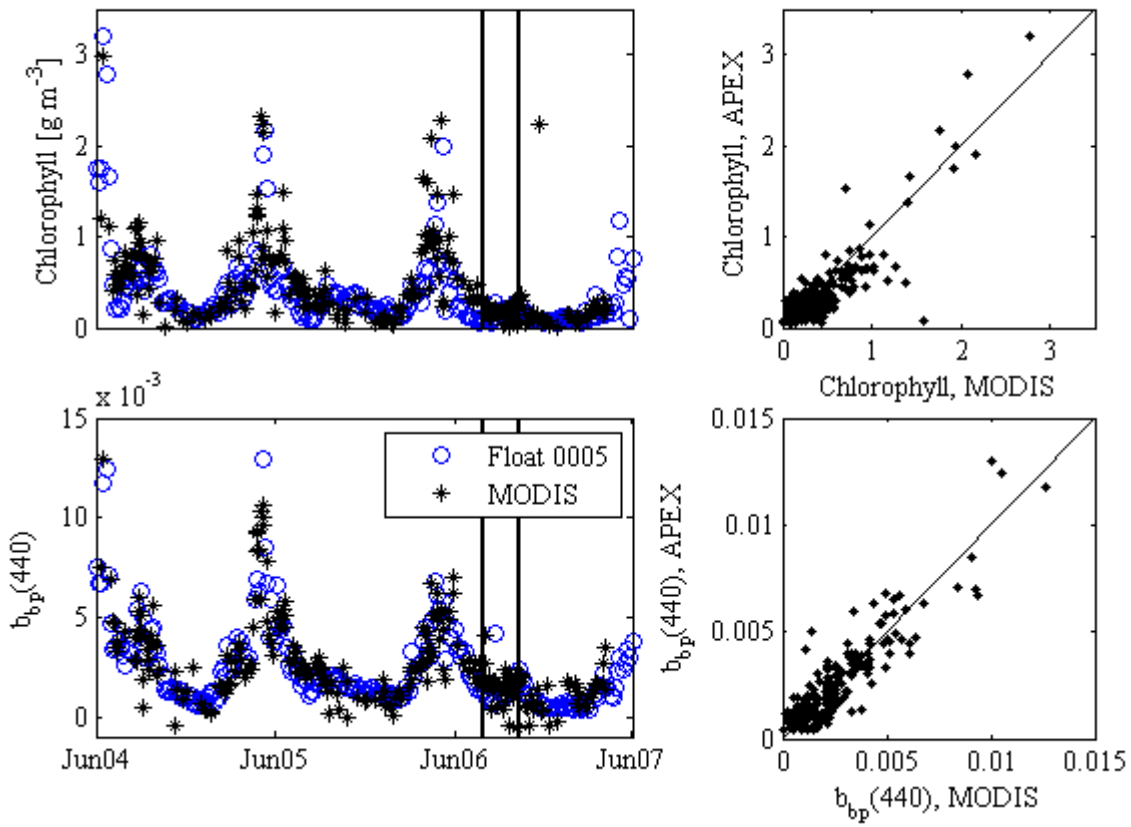 Chlorophyll [g m-3]
3
2
1
0
Chlorophyll, APEX
3
2
1
0
0 1 2 3
Chlorophyll, MODIS
x 10-3
bbp(440)
15
10
5
0
Jun04 Jun05 Jun06 Jun07
Float 0005
MODIS
bbp(440), APEX
0.015
0.01
0.005
0
0 0.005 0.01 0.015
bbp(440), MODIS